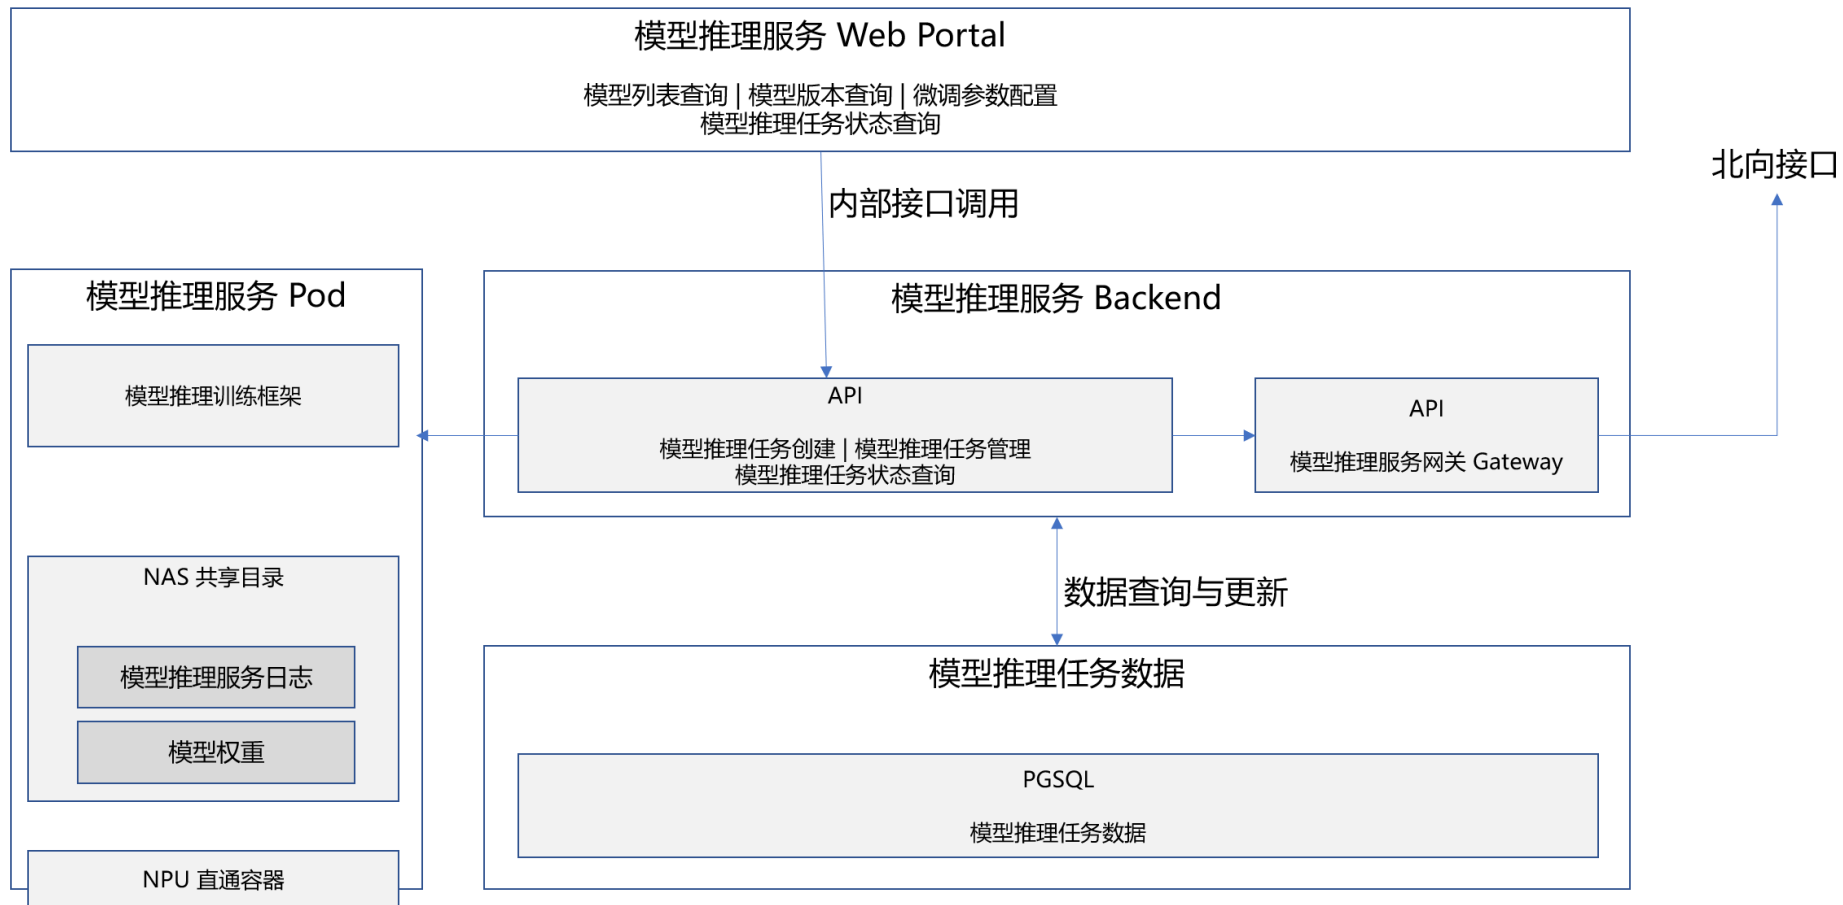 模型推理服务 Web Portal
模型列表查询 | 模型版本查询 | 微调参数配置
模型推理任务状态查询
北向接口
内部接口调用
模型推理服务 Pod
模型推理训练框架
NAS 共享目录
模型推理服务日志
模型权重
NPU 直通容器
模型推理服务 Backend
API
模型推理任务创建 | 模型推理任务管理
模型推理任务状态查询
API
模型推理服务网关 Gateway
数据查询与更新
模型推理任务数据
PGSQL
模型推理任务数据